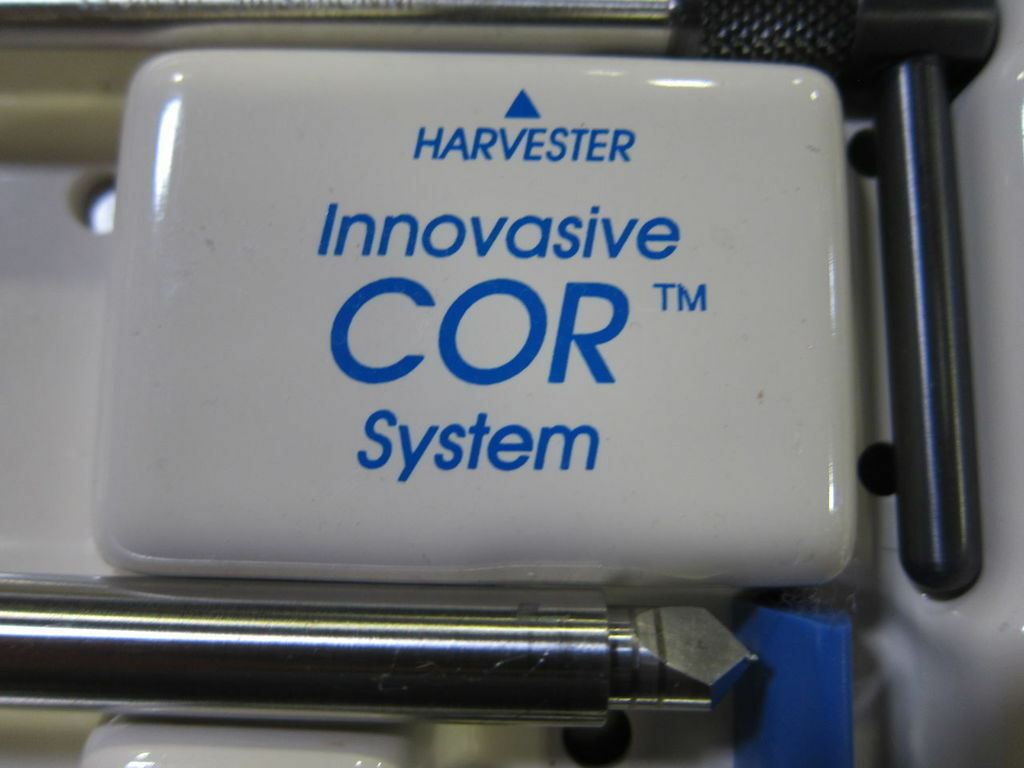 ▲
HARVESTER
Innovasive
COR™
System